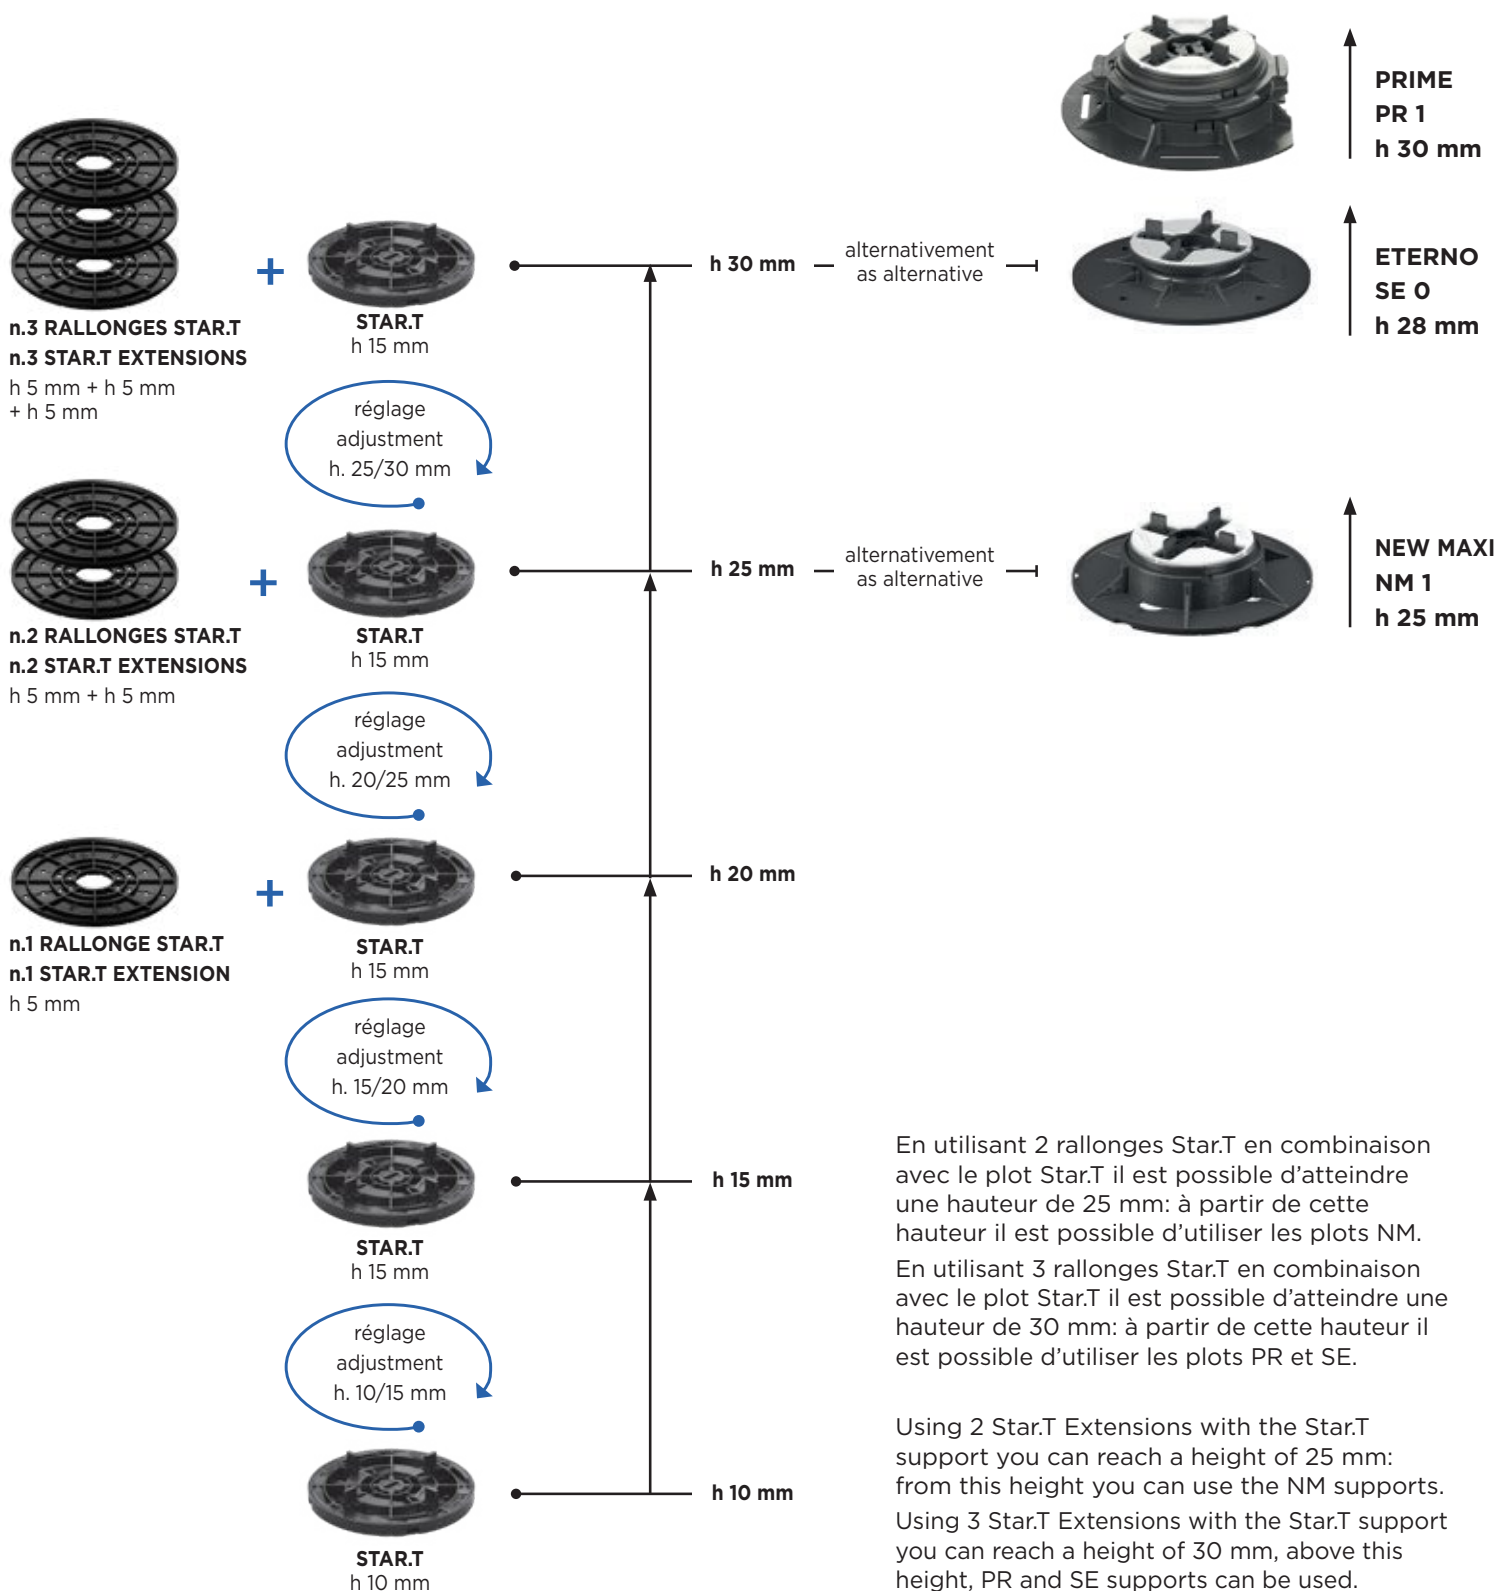 PRIME
PR 1
h 30 mm
n.3 RALLONGES STAR.T
n.3 STAR.T EXTENSIONS
h 5 mm + h 5 mm
+ h 5 mm
+
STAR.T
h 15 mm
h 30 mm
alternativement
as alternative
ETERNO
SE 0
h 28 mm
réglage
adjustment
h. 25/30 mm
n.2 RALLONGES STAR.T
n.2 STAR.T EXTENSIONS
h 5 mm + h 5 mm
+
STAR.T
h 15 mm
h 25 mm
alternativement
as alternative
NEW MAXI
NM 1
h 25 mm
réglage
adjustment
h. 20/25 mm
n.1 RALLONGE STAR.T
n.1 STAR.T EXTENSION
h 5 mm
+
STAR.T
h 15 mm
h 20 mm
réglage
adjustment
h. 15/20 mm
STAR.T
h 15 mm
h 15 mm
réglage
adjustment
h. 10/15 mm
STAR.T
h 10 mm
h 10 mm
En utilisant 2 rallonges Star.T en combinaison
avec le plot Star.T il est possible d’atteindre
une hauteur de 25 mm: à partir de cette
hauteur il est possible d’utiliser les plots NM.
En utilisant 3 rallonges Star.T en combinaison
avec le plot Star.T il est possible d’atteindre une
hauteur de 30 mm: à partir de cette hauteur il
est possible d’utiliser les plots PR et SE.
Using 2 Star.T Extensions with the Star.T
support you can reach a height of 25 mm:
from this height you can use the NM supports.
Using 3 Star.T Extensions with the Star.T support
you can reach a height of 30 mm, above this
height, PR and SE supports can be used.